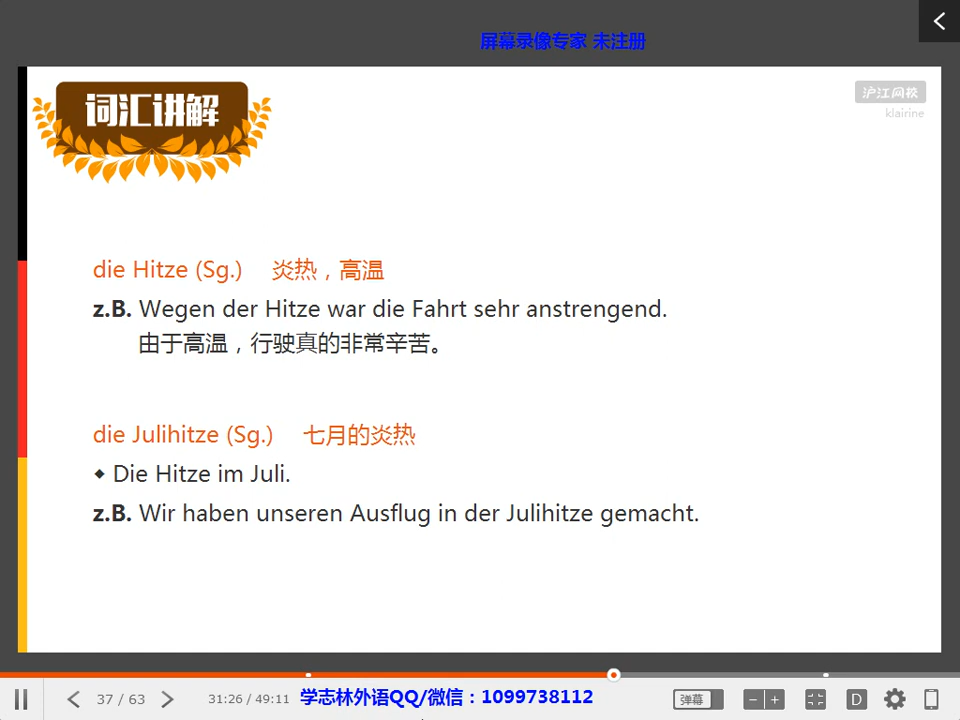 屏幕录像专家 未注册
词汇讲解
沪江网校
klairine
die Hitze (Sg.) 炎热，高温
z.B. Wegen der Hitze war die Fahrt sehr anstrengend.
由于高温，行驶真的非常辛苦。
die Julihitze (Sg.) 七月的炎热
◆ Die Hitze im Juli.
z.B. Wir haben unseren Ausflug in der Julihitze gemacht.
37 / 63 31:26 / 49:11 学志林外语QQ/微信：1099738112 弹幕 D